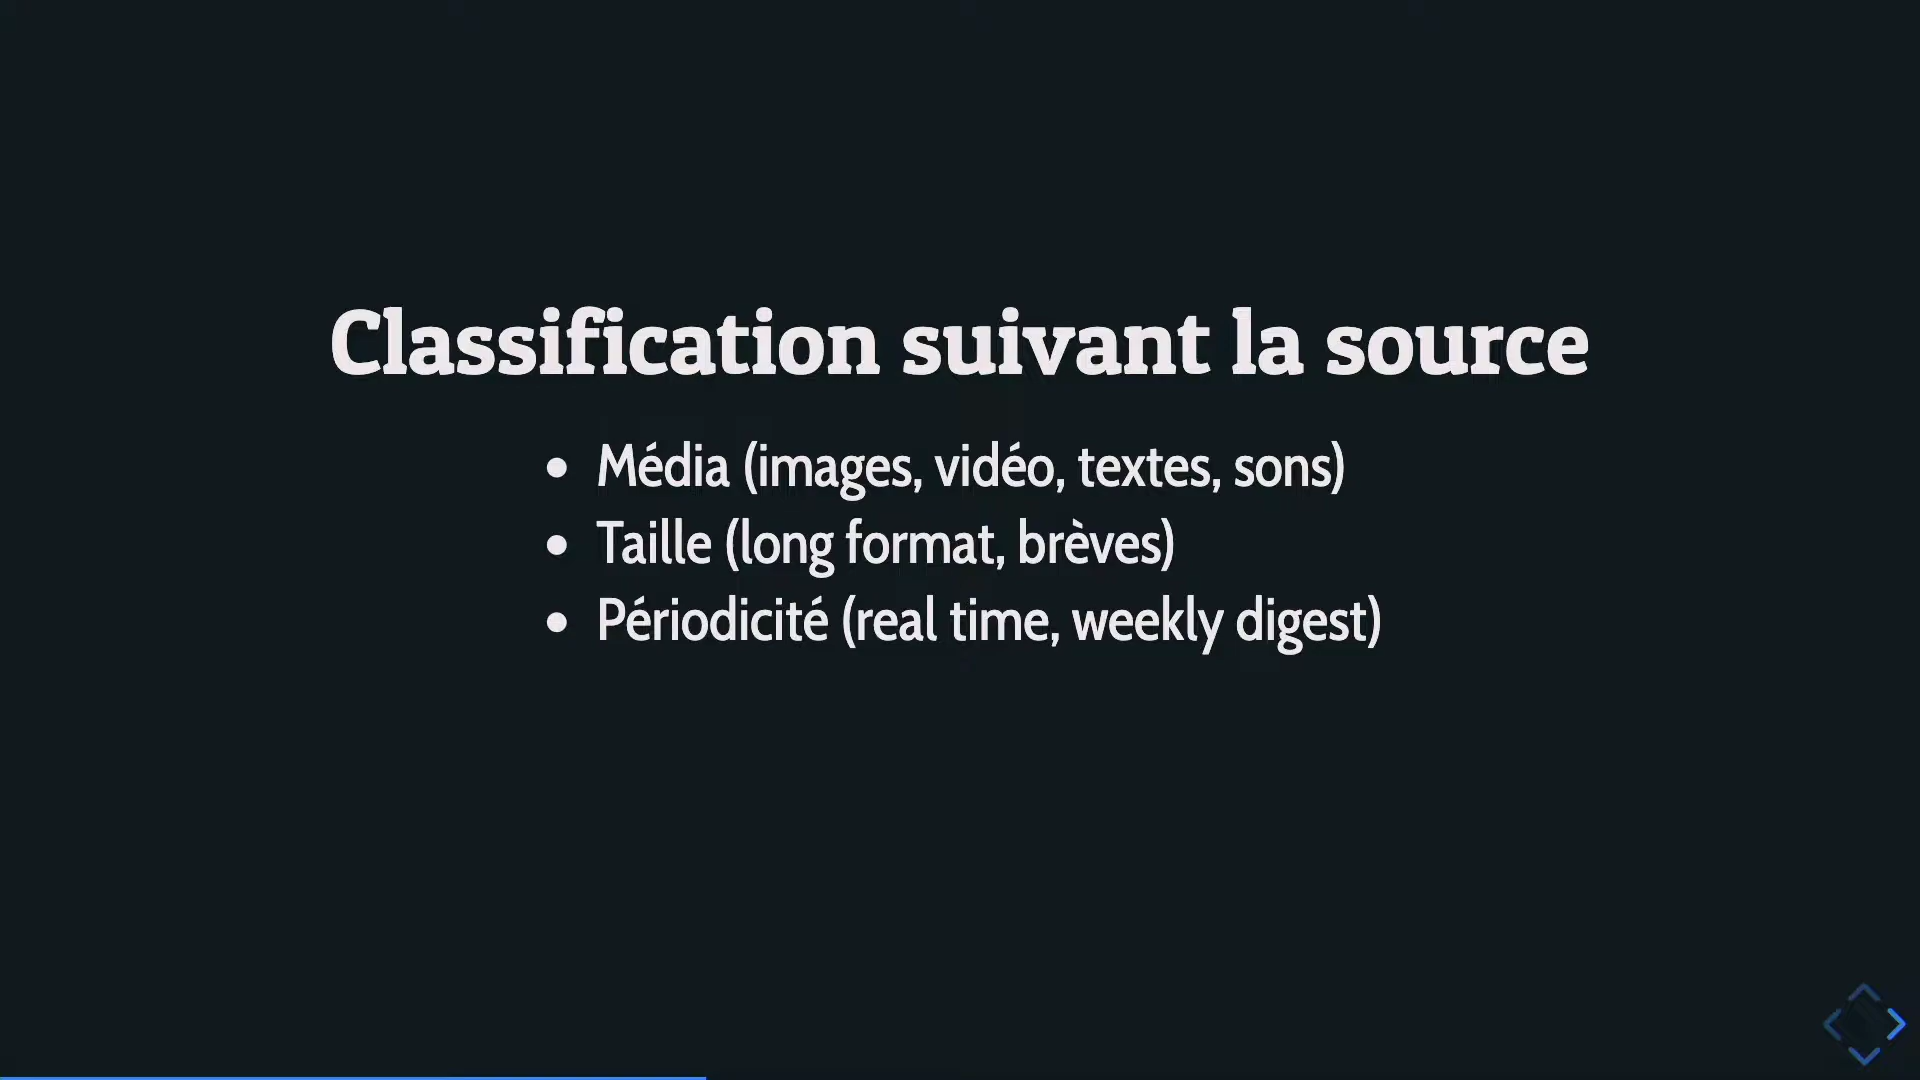 Classification suivant la source
• Média (images, vidéo, textes, sons)
• Taille (long format, brèves)
• Périodicité (real time, weekly digest)